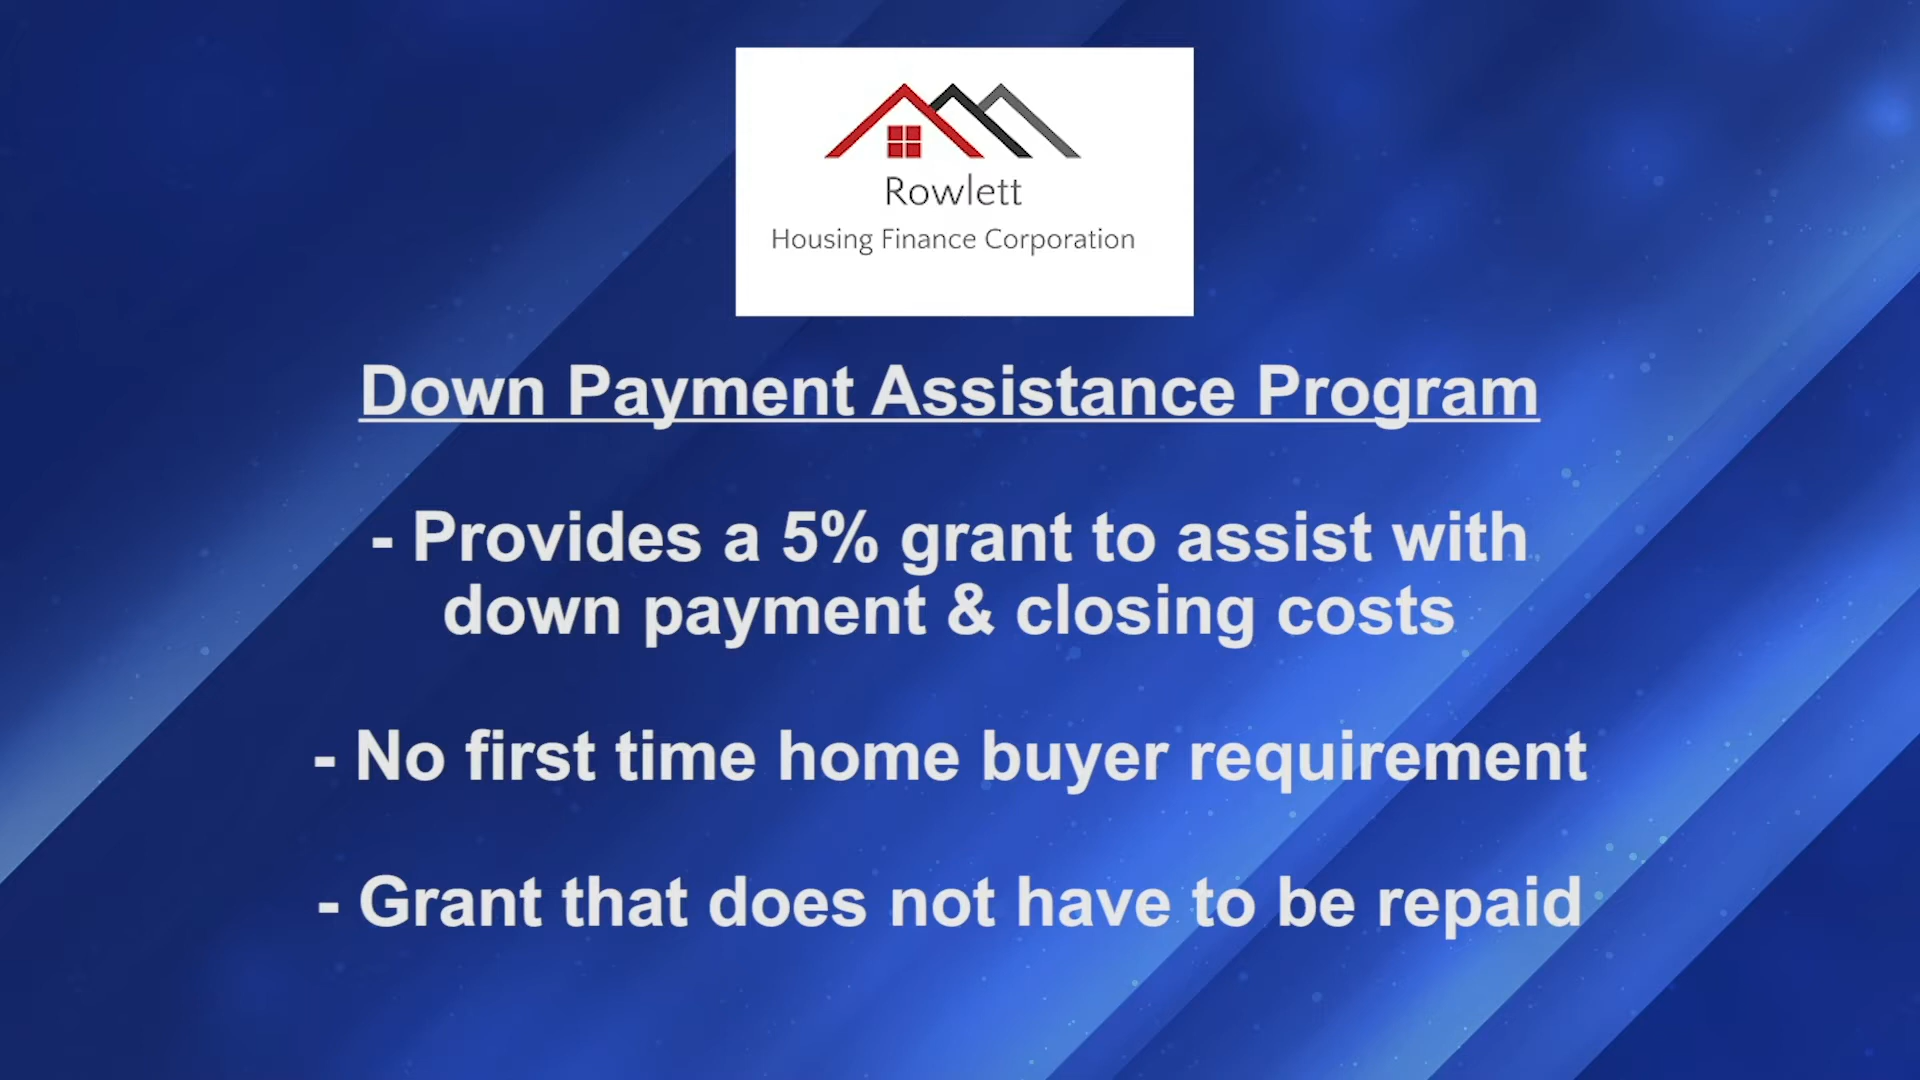 Rowlett
Housing Finance Corporation
Down Payment Assistance Program
- Provides a 5% grant to assist with
down payment & closing costs
- No first time home buyer requirement
- Grant that does not have to be repaid